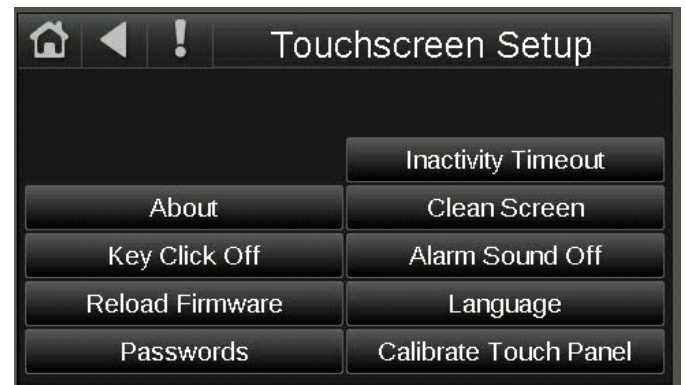 Touchscreen Setup
Inactivity Timeout
About
Clean Screen
Key Click Off
Alarm Sound Off
Reload Firmware
Language
Passwords
Calibrate Touch Panel